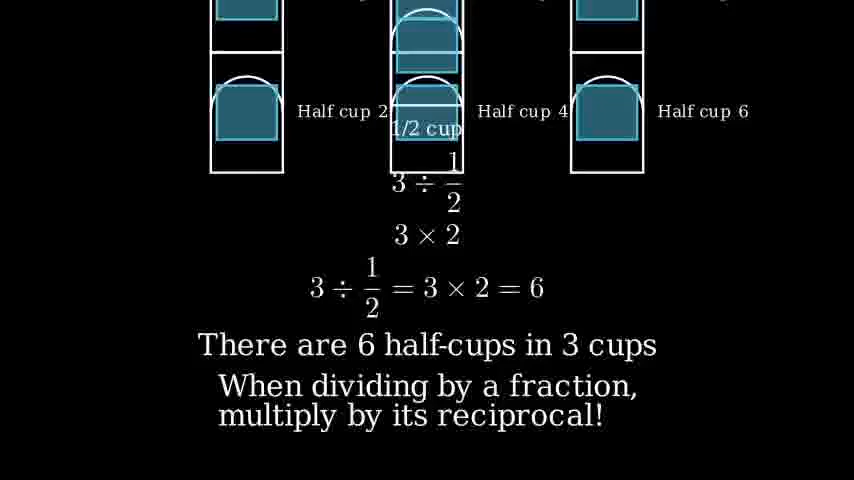 Half cup 2
Half cup 4
Half cup 6
1/2 cup
3 ÷ 1/2
3 × 2
3 ÷ 1/2 = 3 × 2 = 6
There are 6 half-cups in 3 cups
When dividing by a fraction,
multiply by its reciprocal!